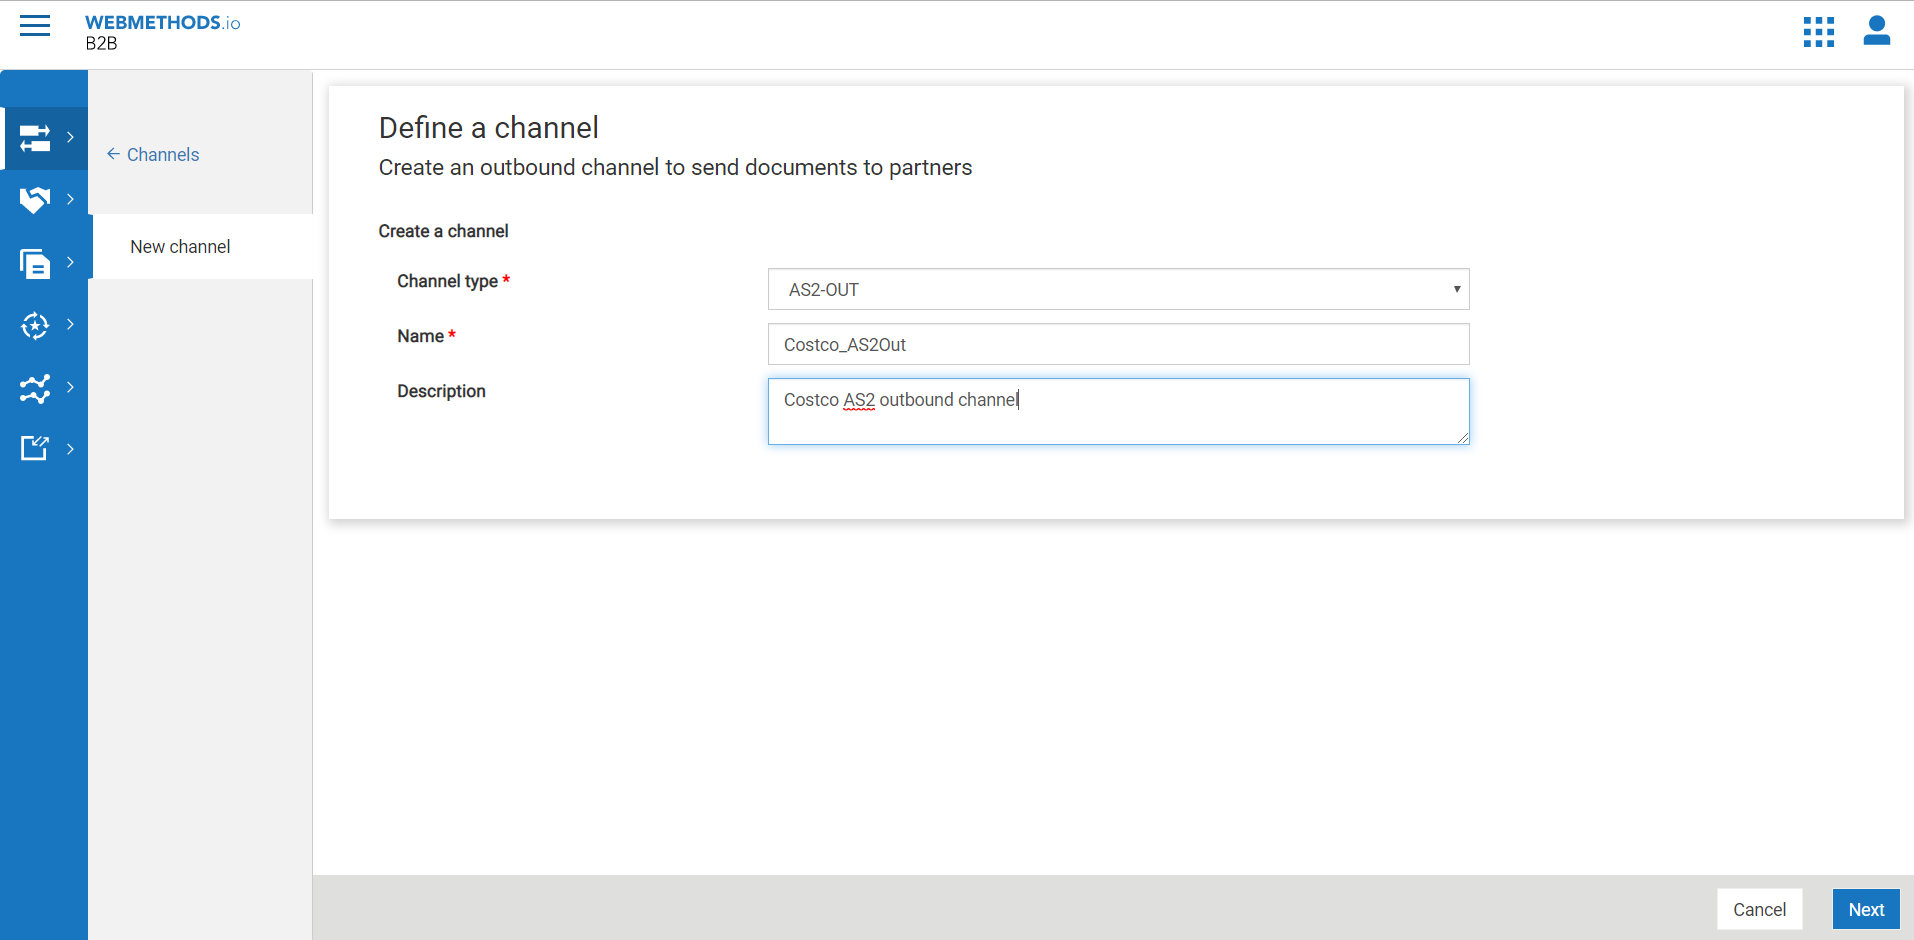 WEBMETHODS.io
B2B
← Channels
New channel
Define a channel
Create an outbound channel to send documents to partners
Create a channel
Channel type *
AS2-OUT
Name *
Costco_AS2Out
Description
Costco AS2 outbound channel
Cancel
Next